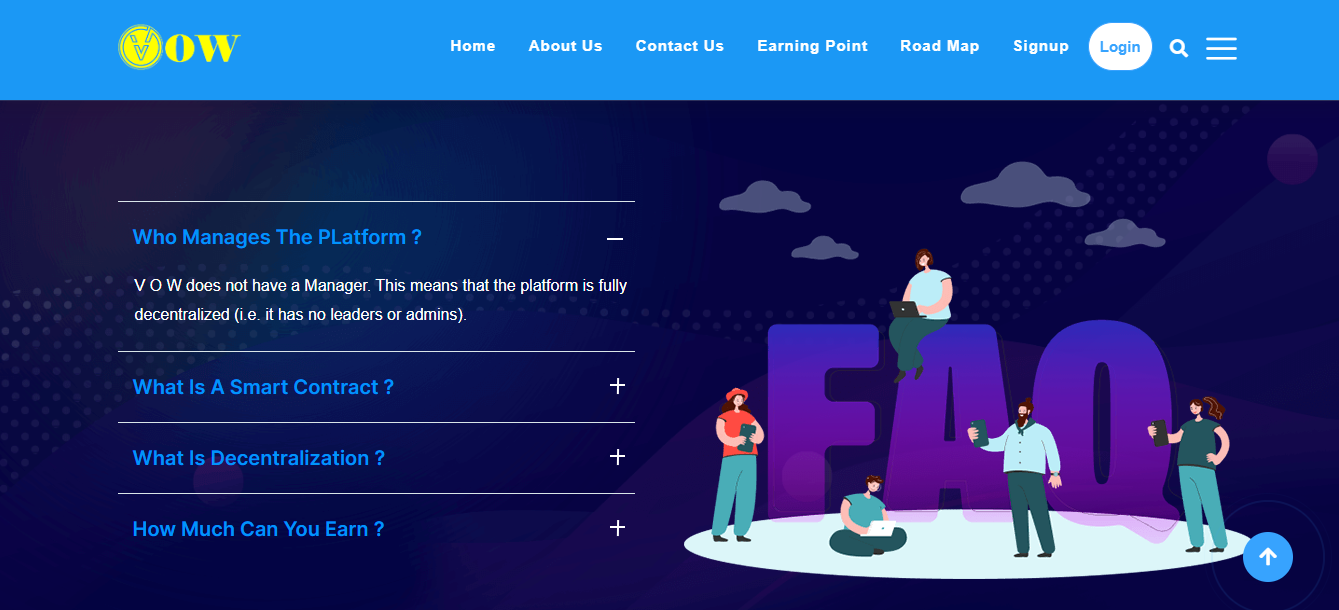 VOW
Home About Us Contact Us Earning Point Road Map Signup Login
Who Manages The PLatform ?
V O W does not have a Manager. This means that the platform is fully
decentralized (i.e. it has no leaders or admins).
What Is A Smart Contract ?
What Is Decentralization ?
How Much Can You Earn ?
FAQ